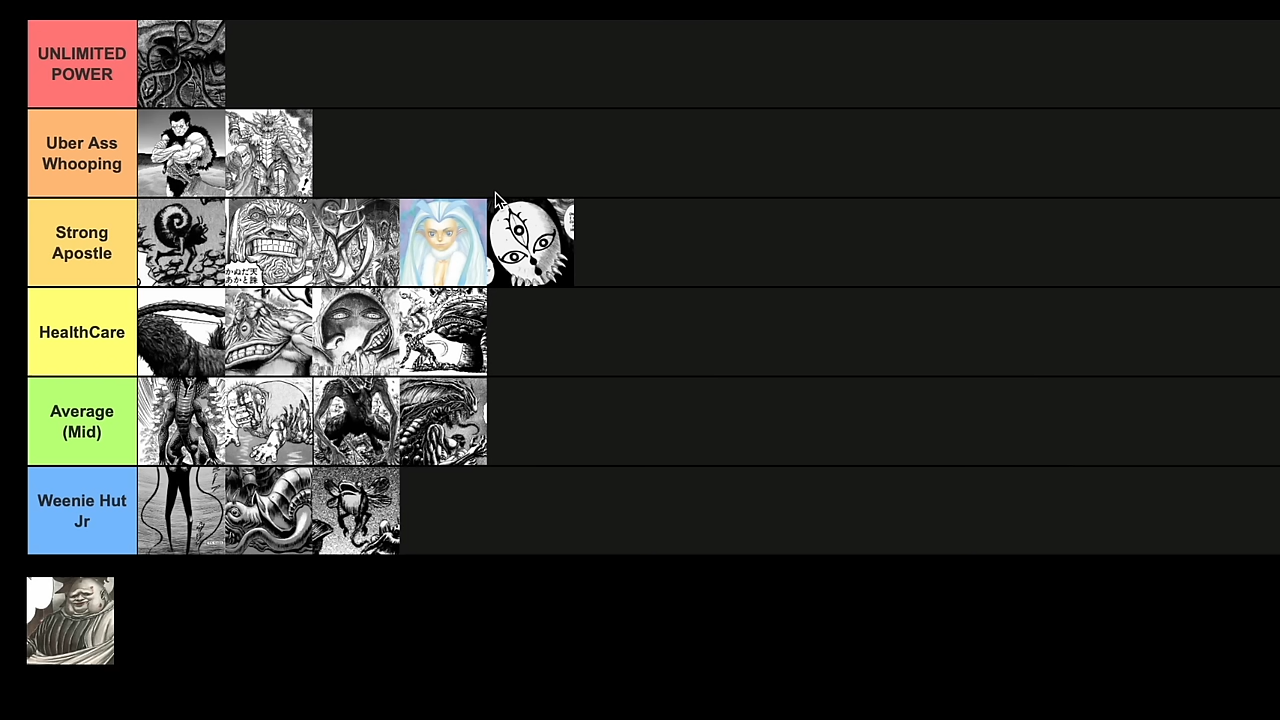 UNLIMITED
POWER
Uber Ass
Whooping
Strong
Apostle
HealthCare
Average
(Mid)
Weenie Hut
Jr